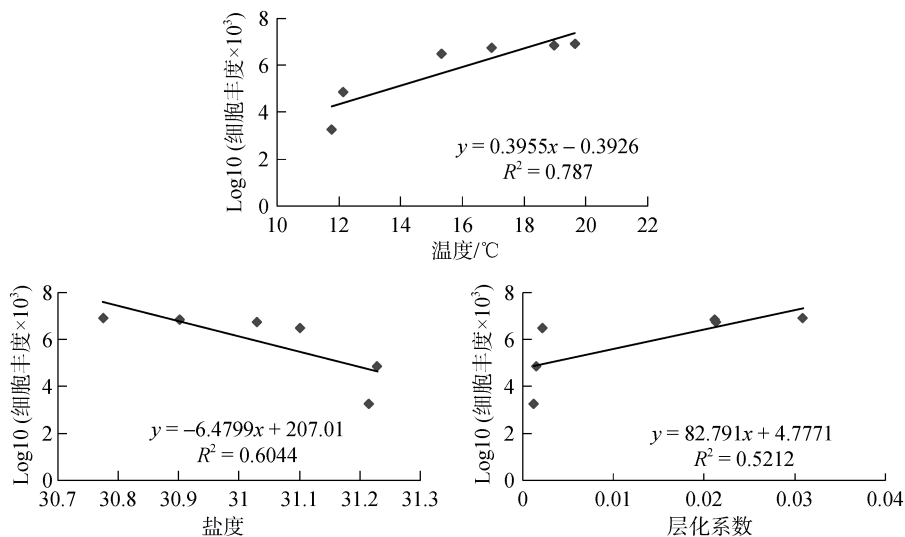 Log10 (细胞丰度×10³)
8
6
4
2
0
y = 0.3955x – 0.3926
R² = 0.787
10 12 14 16 18 20 22
温度/℃
Log10 (细胞丰度×10³)
8
6
4
2
0
y = –6.4799x + 207.01
R² = 0.6044
30.7 30.8 30.9 31 31.1 31.2 31.3
盐度
Log10 (细胞丰度×10³)
8
6
4
2
0
y = 82.791x + 4.7771
R² = 0.5212
0 0.01 0.02 0.03 0.04
层化系数